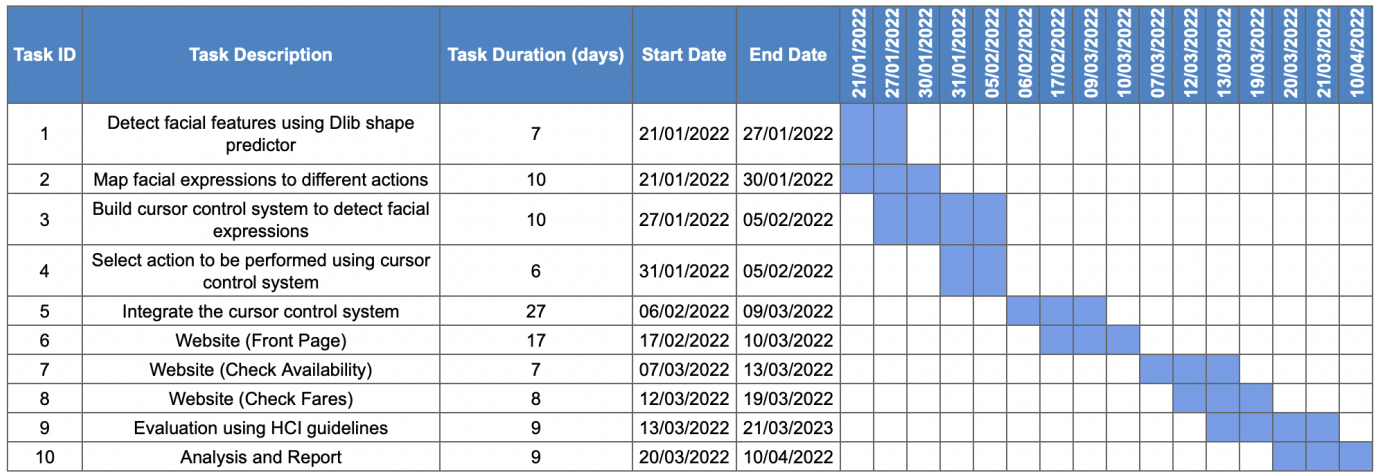 Task ID Task Description Task Duration (days) Start Date End Date 21/01/2022 27/01/2022 30/01/2022 31/01/2022 05/02/2022 06/02/2022 17/02/2022 09/03/2022 10/03/2022 07/03/2022 12/03/2022 13/03/2022 19/03/2022 20/03/2022 21/03/2022 10/04/2022
1 Detect facial features using Dlib shape
predictor 7 21/01/2022 27/01/2022
2 Map facial expressions to different actions 10 21/01/2022 30/01/2022
3 Build cursor control system to detect facial
expressions 10 27/01/2022 05/02/2022
4 Select action to be performed using cursor
control system 6 31/01/2022 05/02/2022
5 Integrate the cursor control system 27 06/02/2022 09/03/2022
6 Website (Front Page) 17 17/02/2022 10/03/2022
7 Website (Check Availability) 7 07/03/2022 13/03/2022
8 Website (Check Fares) 8 12/03/2022 19/03/2022
9 Evaluation using HCI guidelines 9 13/03/2022 21/03/2023
10 Analysis and Report 9 20/03/2022 10/04/2022